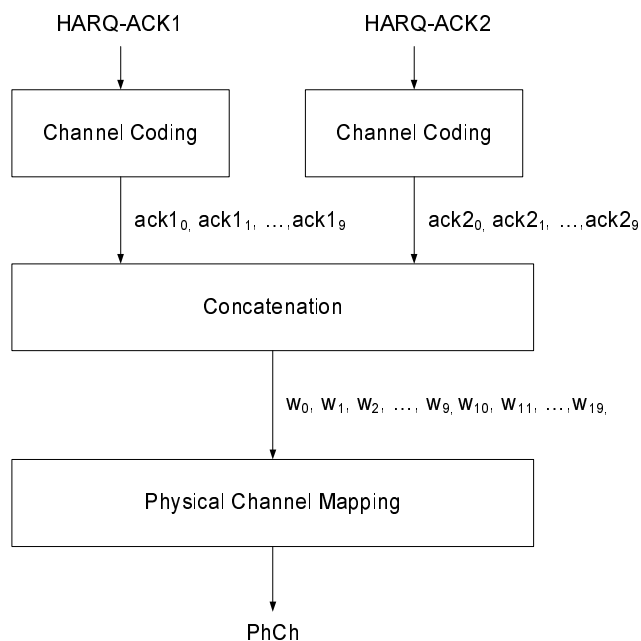 HARQ-ACK1 HARQ-ACK2
Channel Coding Channel Coding
ack1₀, ack1₁, …,ack1₉ ack2₀, ack2₁, …,ack2₉
Concatenation
w₀, w₁, w₂, …, w₉, w₁₀, w₁₁, …,w₁₉,
Physical Channel Mapping
PhCh